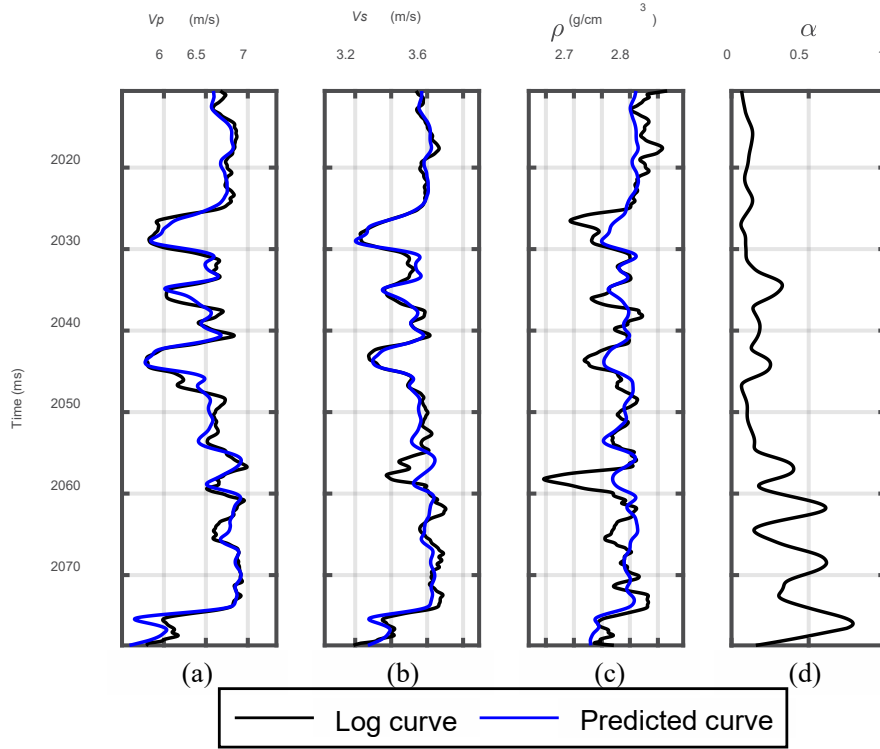 Vp (m/s)
6 6.5 7
Vs (m/s)
3.2 3.6
ρ (g/cm 3 )
2.7 2.8
α
0 0.5 1
Time (ms)
2020
2030
2040
2050
2060
2070
(a) (b) (c) (d)
Log curve Predicted curve